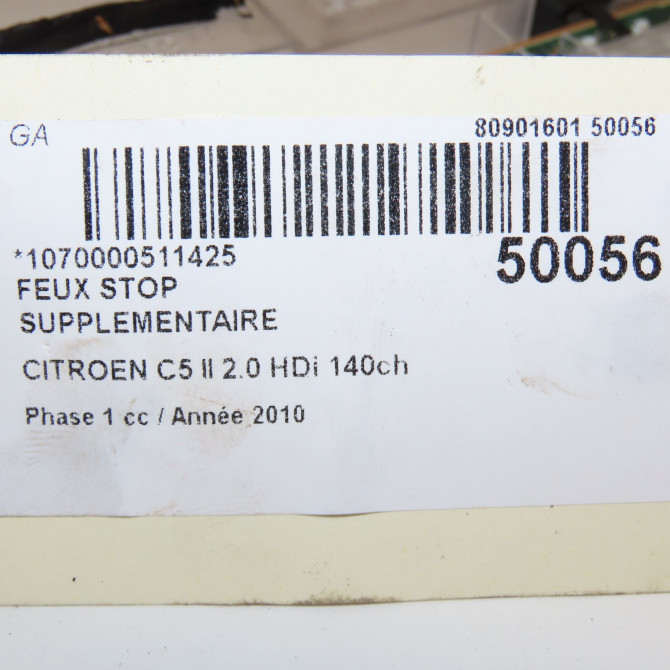 GA
80901601 50056
*1070000511425
50056
FEUX STOP
SUPPLEMENTAIRE
CITROEN C5 II 2.0 HDi 140ch
Phase 1 cc / Année 2010